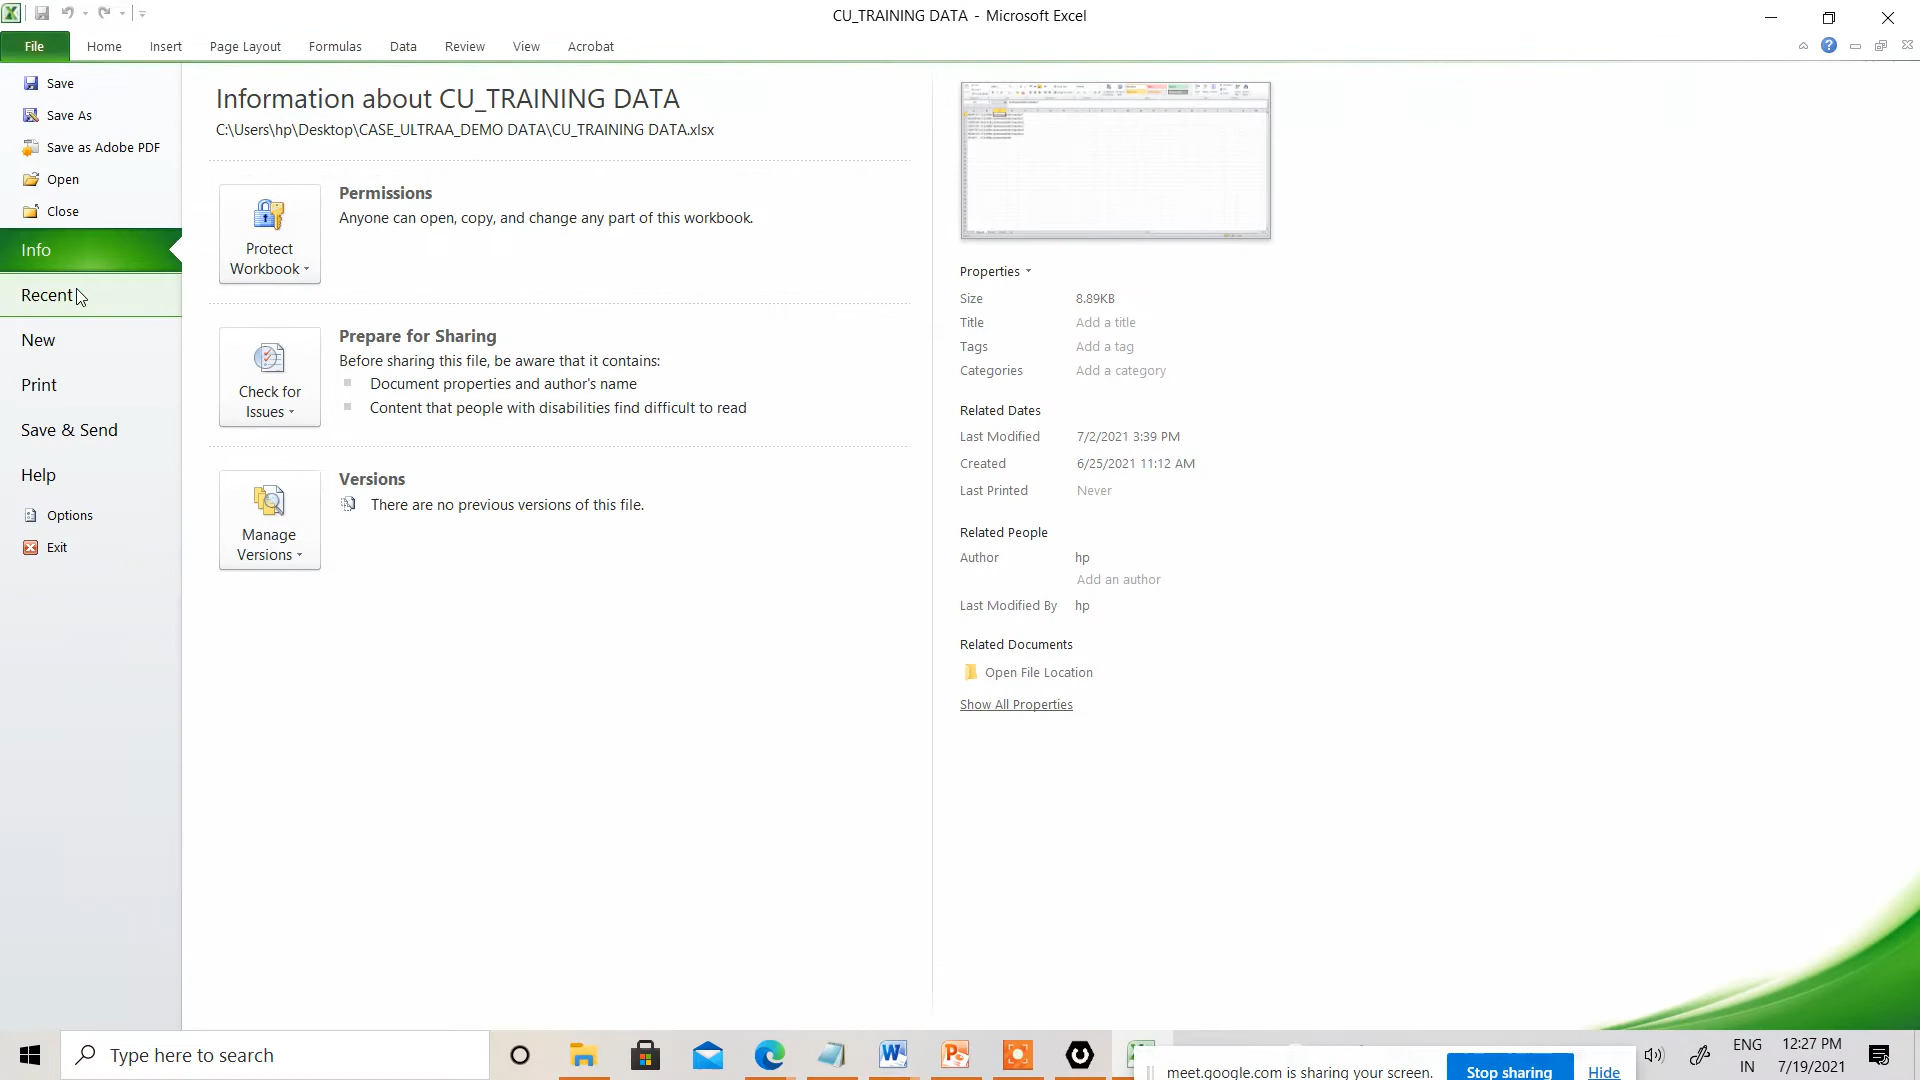 CU_TRAINING DATA - Microsoft Excel
File Home Insert Page Layout Formulas Data Review View Acrobat
Save
Save As
Save as Adobe PDF
Open
Close
Info
Recent
New
Print
Save & Send
Help
Options
Exit
Information about CU_TRAINING DATA
C:\Users\hp\Desktop\CASE_ULTRAA_DEMO DATA\CU_TRAINING DATA.xlsx
Protect
Workbook
Permissions
Anyone can open, copy, and change any part of this workbook.
Check for
Issues
Prepare for Sharing
Before sharing this file, be aware that it contains:
Document properties and author's name
Content that people with disabilities find difficult to read
Manage
Versions
Versions
There are no previous versions of this file.
Properties
Size 8.89KB
Title Add a title
Tags Add a tag
Categories Add a category
Related Dates
Last Modified 7/2/2021 3:39 PM
Created 6/25/2021 11:12 AM
Last Printed Never
Related People
Author hp
Add an author
Last Modified By hp
Related Documents
Open File Location
Show All Properties
Type here to search
meet.google.com is sharing your screen. Stop sharing Hide
ENG
IN
12:27 PM
7/19/2021